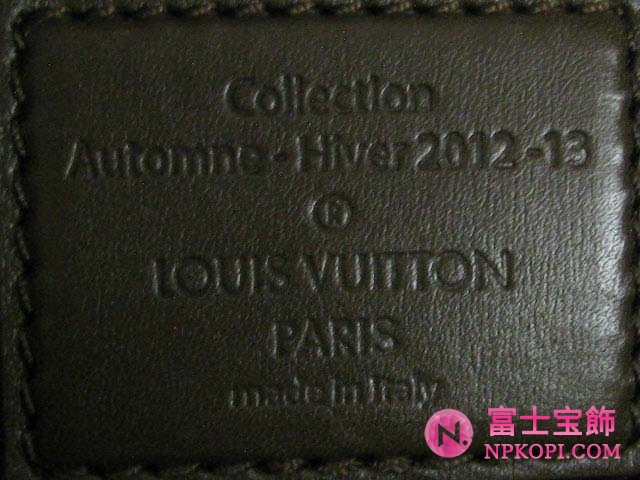 Collection
Automne - Hiver 2012 -13
®
LOUIS VUITTON
PARIS
made in Italy
N.
富士宝飾
NPKOPI.COM